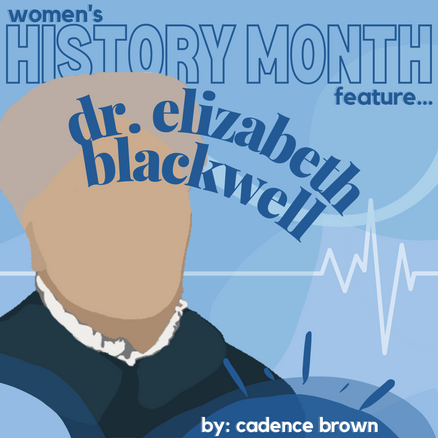 women's
HISTORY MONTH
feature...
dr. elizabeth
blackwell
by: cadence brown